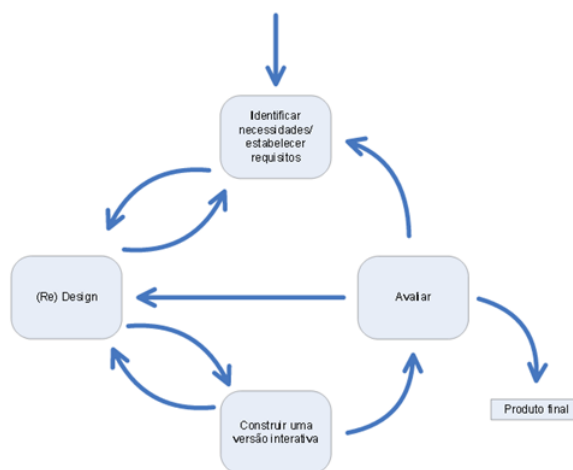 Identificar
necessidades/
estabelecer
requisitos
(Re) Design
Avaliar
Construir uma
versão interativa
Produto final